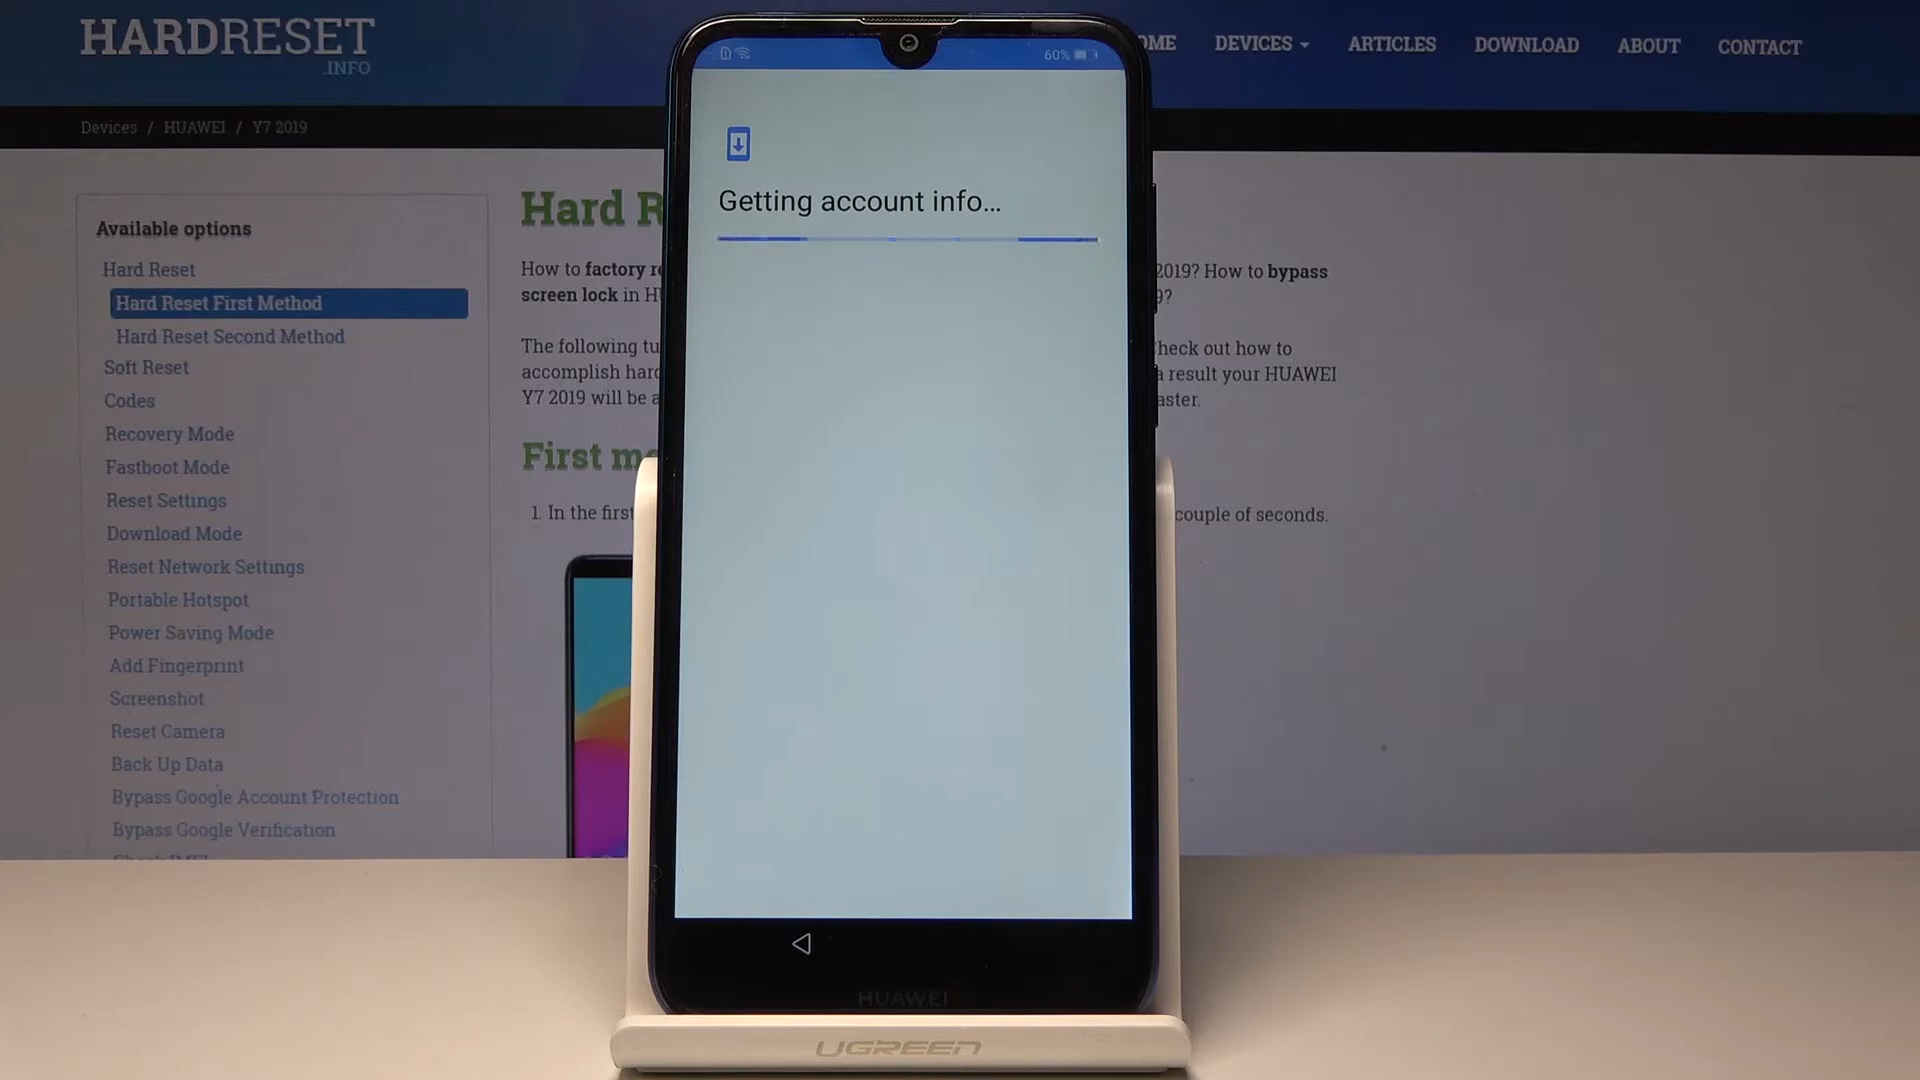 HARDRESET
.INFO
OME DEVICES ARTICLES DOWNLOAD ABOUT CONTACT
Devices / HUAWEI / Y7 2019
60%
Available options
Hard Reset
Hard Reset First Method
Hard Reset Second Method
Soft Reset
Codes
Recovery Mode
Fastboot Mode
Reset Settings
Download Mode
Reset Network Settings
Portable Hotspot
Power Saving Mode
Add Fingerprint
Screenshot
Reset Camera
Back Up Data
Bypass Google Account Protection
Bypass Google Verification
Hard R
How to factory re 2019? How to bypass
screen lock in H 9?
The following tu Check out how to
accomplish hard a result your HUAWEI
Y7 2019 will be a aster.
First me
1. In the first couple of seconds.
Getting account info...
HUAWEI
UGREEN